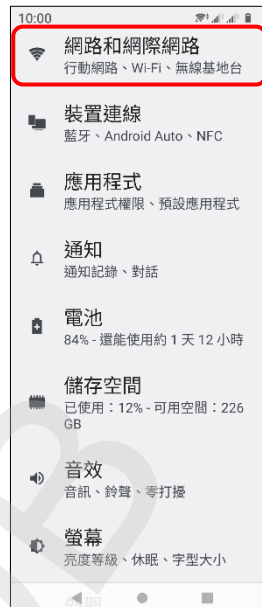 10:00
網路和網際網路
行動網路、Wi-Fi、無線基地台
裝置連線
藍牙、Android Auto、NFC
應用程式
應用程式權限、預設應用程式
通知
通知記錄、對話
電池
84% - 還能使用約 1 天 12 小時
儲存空間
已使用：12% - 可用空間：226
GB
音效
音訊、鈴聲、零打擾
螢幕
亮度等級、休眠、字型大小